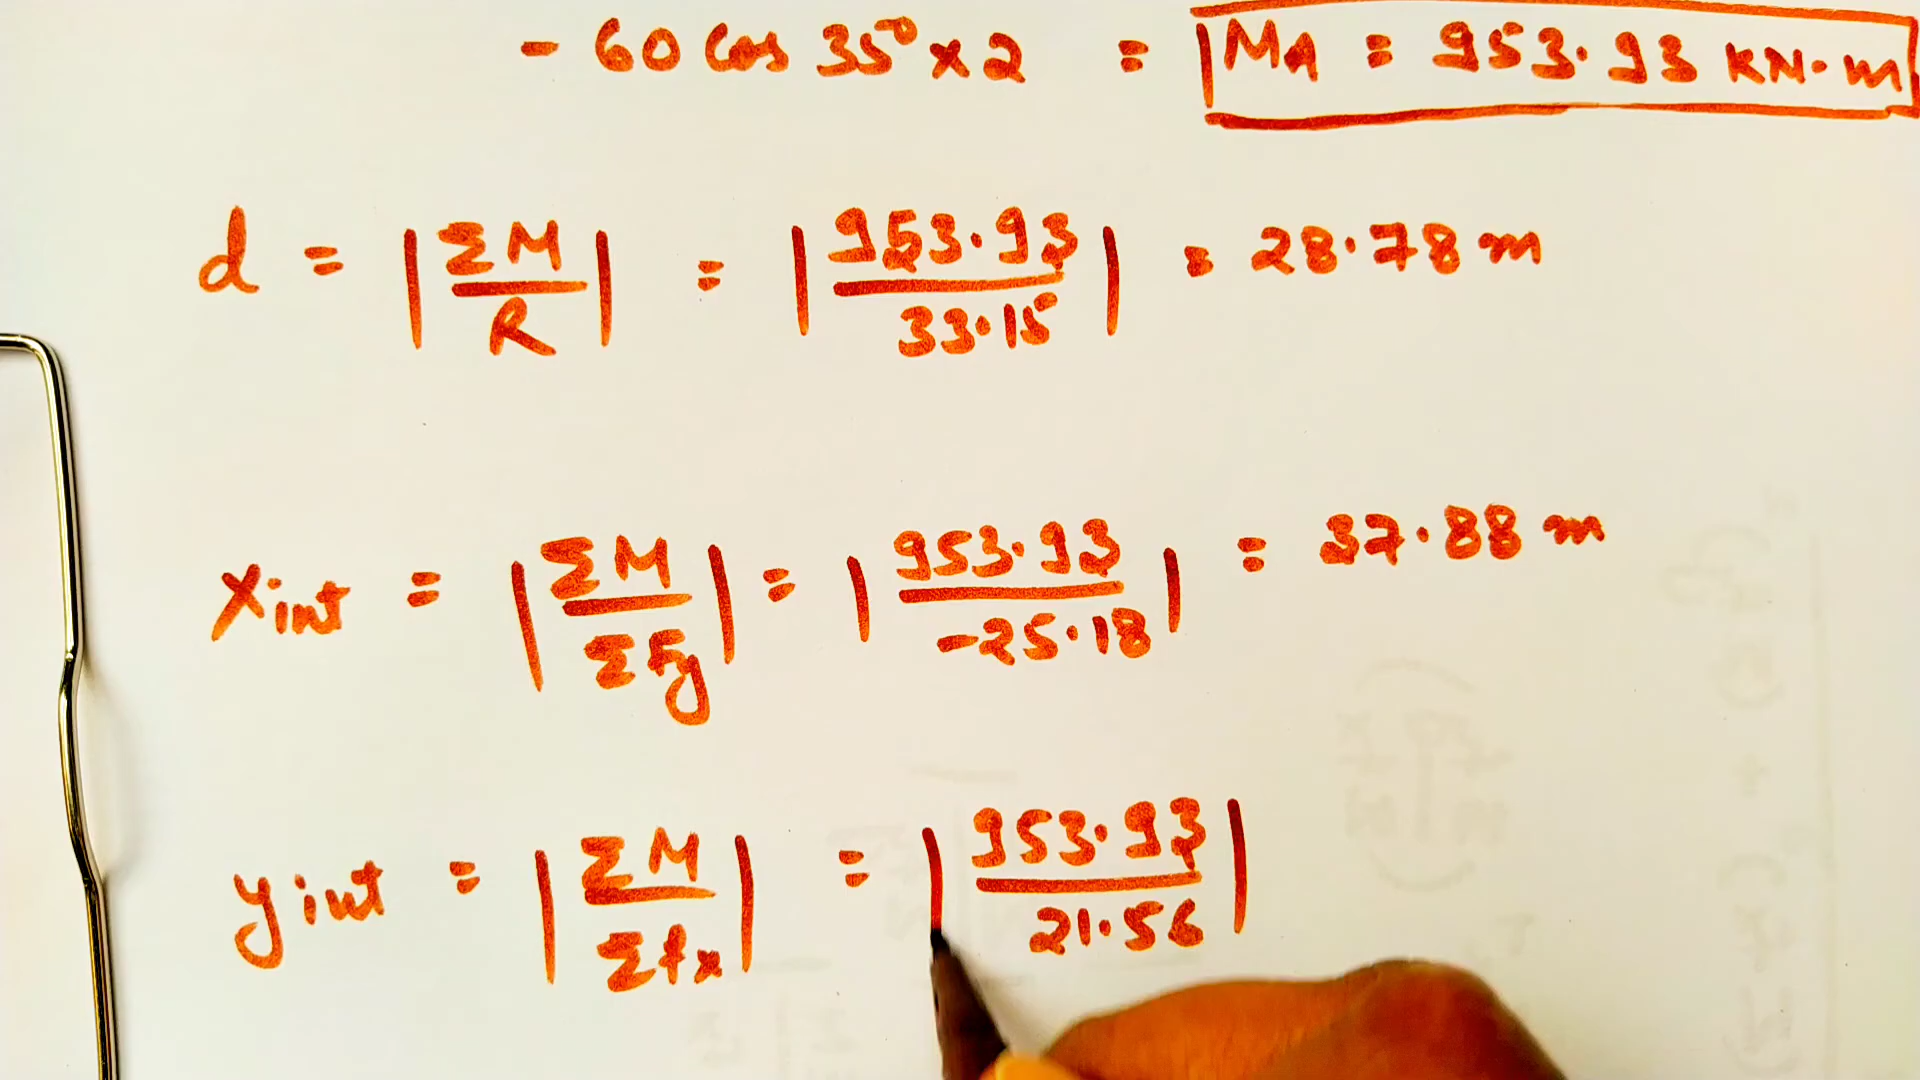 - 60 cos 35° × 2 = MA = 953.93 KN.m
d = |ΣM/R| = |953.93/33.15| = 28.78 m
xint = |ΣM/Σfy| = |953.93/-25.18| = 37.88 m
yint = |ΣM/Σfx| = |953.93/21.56|